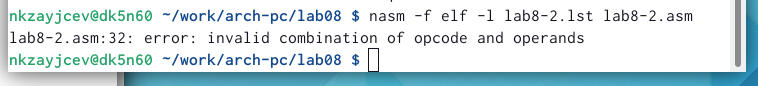 nkzayjcev@dk5n60 ~/work/arch-pc/lab08 $ nasm -f elf -l lab8-2.lst lab8-2.asm
lab8-2.asm:32: error: invalid combination of opcode and operands
nkzayjcev@dk5n60 ~/work/arch-pc/lab08 $